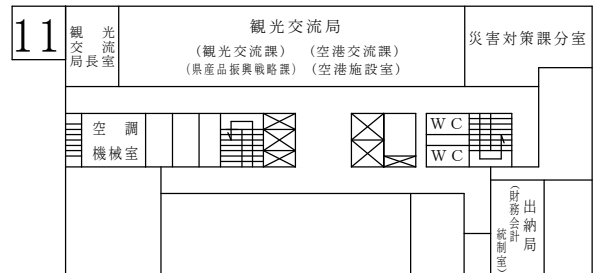 11
観光
交流
局長室
観光交流局
(観光交流課) (空港交流課)
(県産品振興戦略課) (空港施設室)
災害対策課分室
空調
機械室
WC
WC
出納局
(財務会計
統制室)